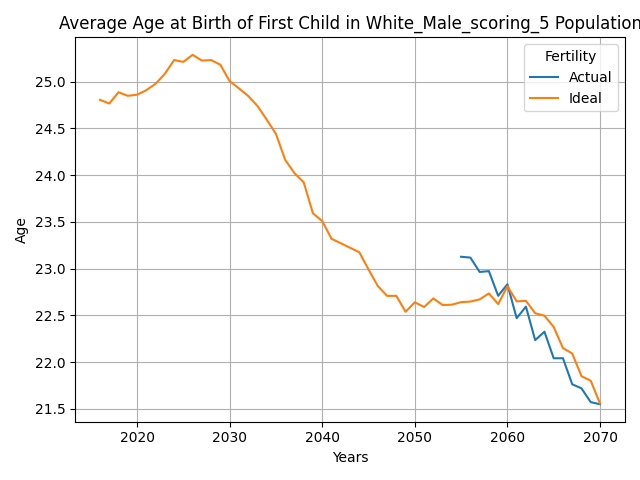 Average Age at Birth of First Child in White_Male_scoring_5 Population
Fertility
Actual
Ideal
25.0
24.5
24.0
23.5
23.0
22.5
22.0
21.5
Age
2020 2030 2040 2050 2060 2070
Years